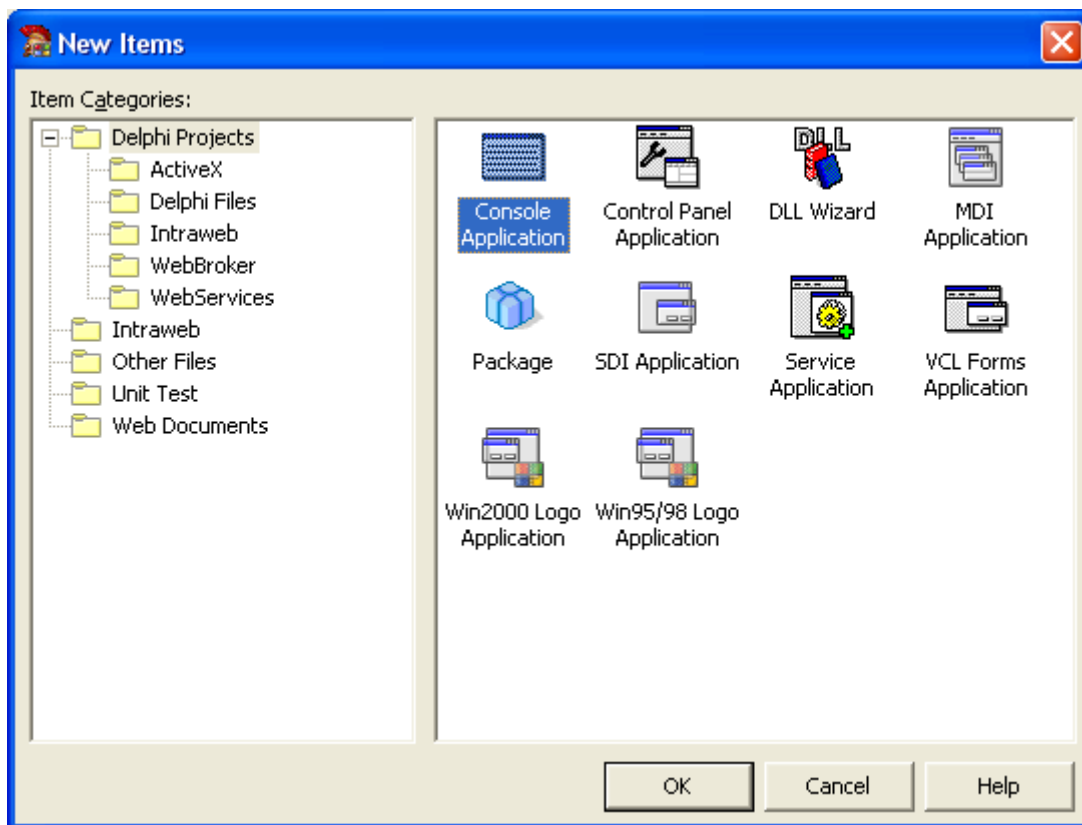 New Items
Item Categories:
Delphi Projects
ActiveX
Delphi Files
Intraweb
WebBroker
WebServices
Intraweb
Other Files
Unit Test
Web Documents
Console
Application
Control Panel
Application
DLL
DLL Wizard
MDI
Application
Package
SDI Application
Service
Application
VCL Forms
Application
Win2000 Logo
Application
Win95/98 Logo
Application
OK
Cancel
Help